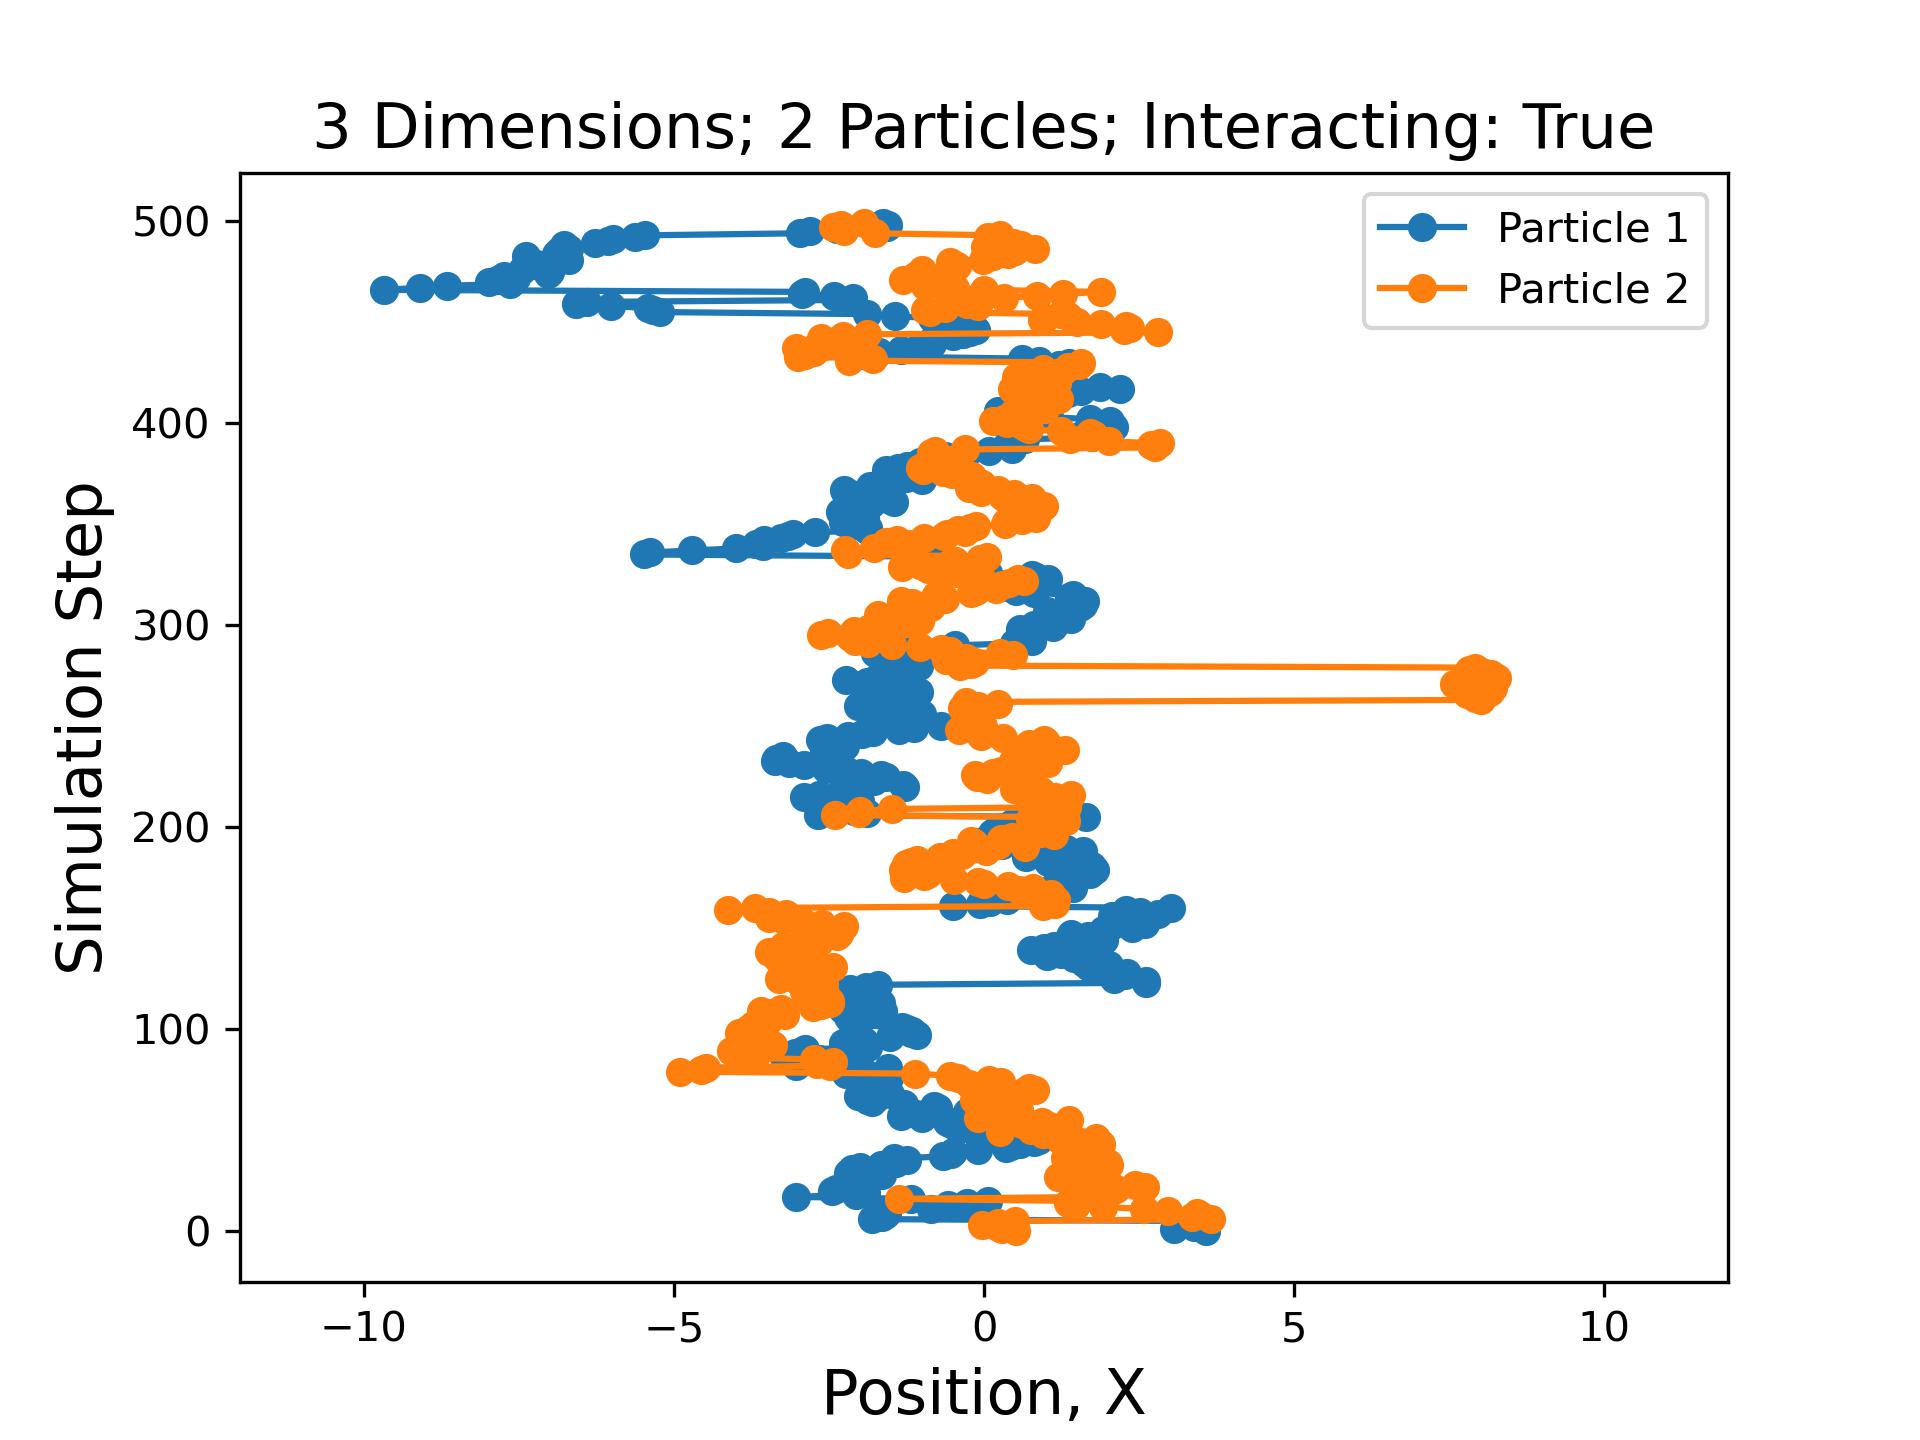 3 Dimensions; 2 Particles; Interacting: True
Particle 1
Particle 2
Simulation Step
500
400
300
200
100
0
−10
−5
0
5
10
Position, X